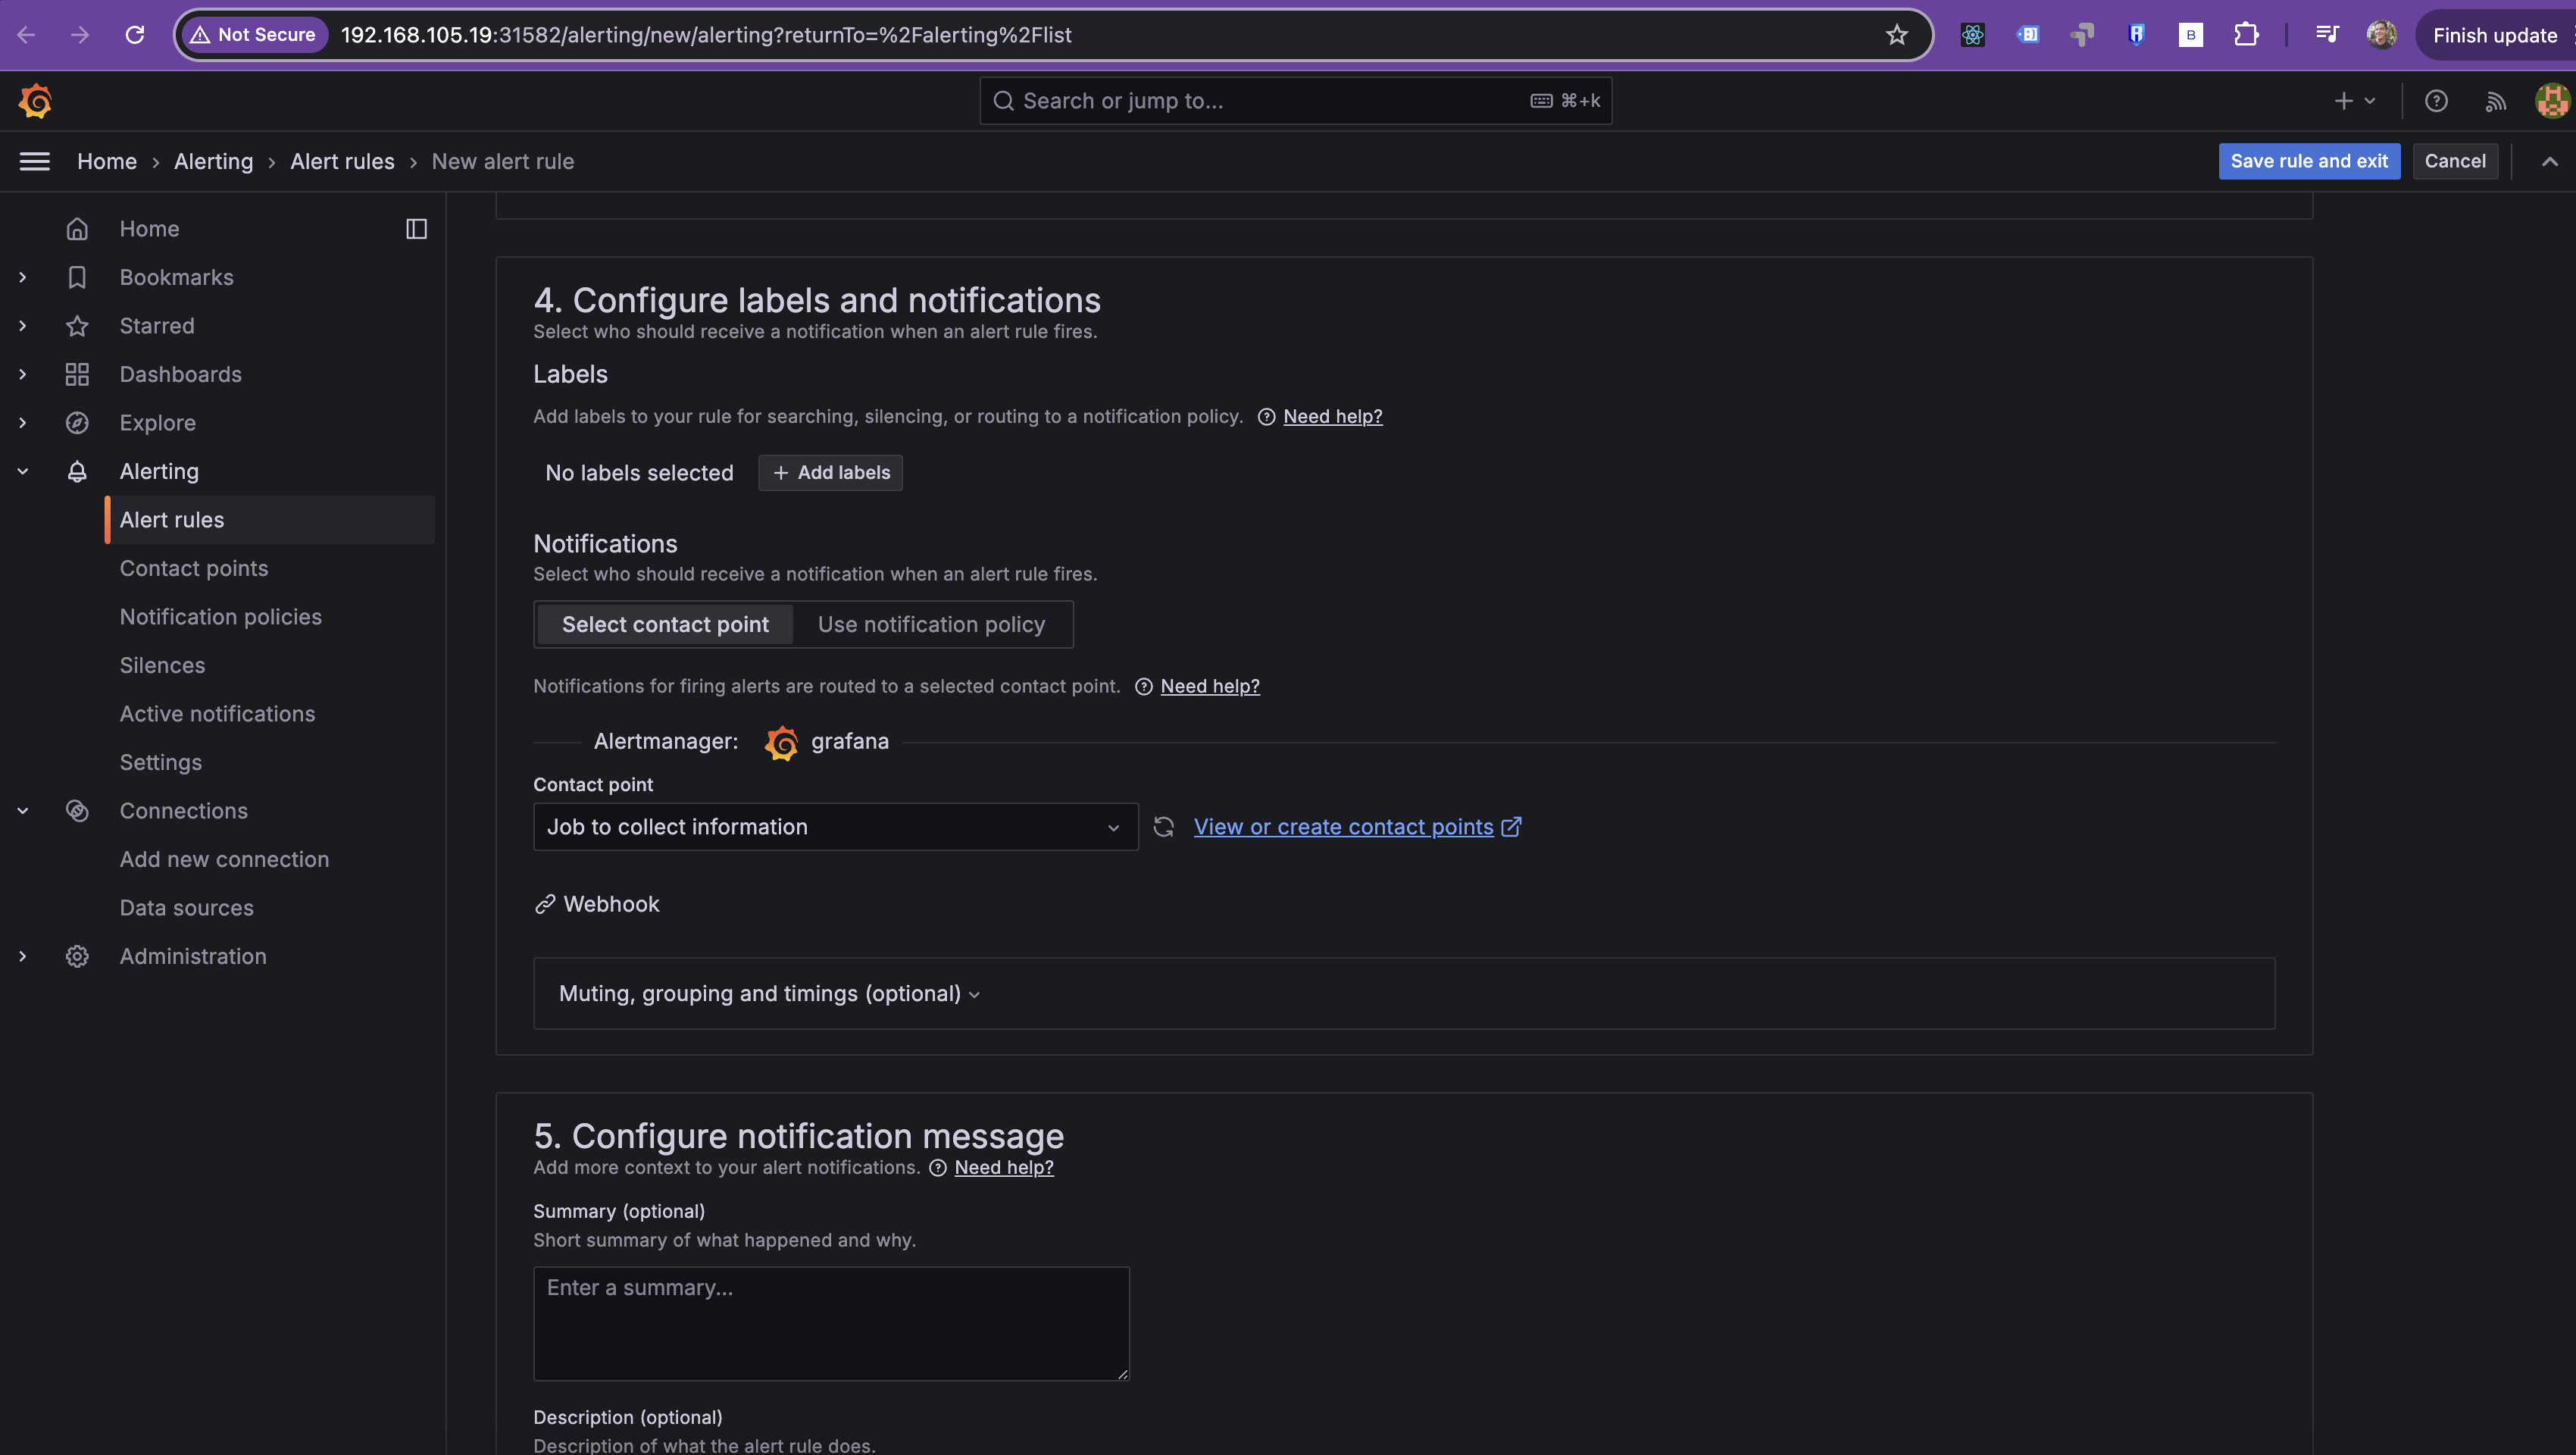 Not Secure
192.168.105.19:31582/alerting/new/alerting?returnTo=%2Falerting%2Flist
B
Finish update
Search or jump to...
⌘+k
Home › Alerting › Alert rules › New alert rule
Save rule and exit
Cancel
Home
Bookmarks
Starred
Dashboards
Explore
Alerting
Alert rules
Contact points
Notification policies
Silences
Active notifications
Settings
Connections
Add new connection
Data sources
Administration
4. Configure labels and notifications
Select who should receive a notification when an alert rule fires.
Labels
Add labels to your rule for searching, silencing, or routing to a notification policy. Need help?
No labels selected
+ Add labels
Notifications
Select who should receive a notification when an alert rule fires.
Select contact point
Use notification policy
Notifications for firing alerts are routed to a selected contact point. Need help?
Alertmanager: grafana
Contact point
Job to collect information
View or create contact points
Webhook
Muting, grouping and timings (optional)
5. Configure notification message
Add more context to your alert notifications. Need help?
Summary (optional)
Short summary of what happened and why.
Enter a summary...
Description (optional)
Description of what the alert rule does.